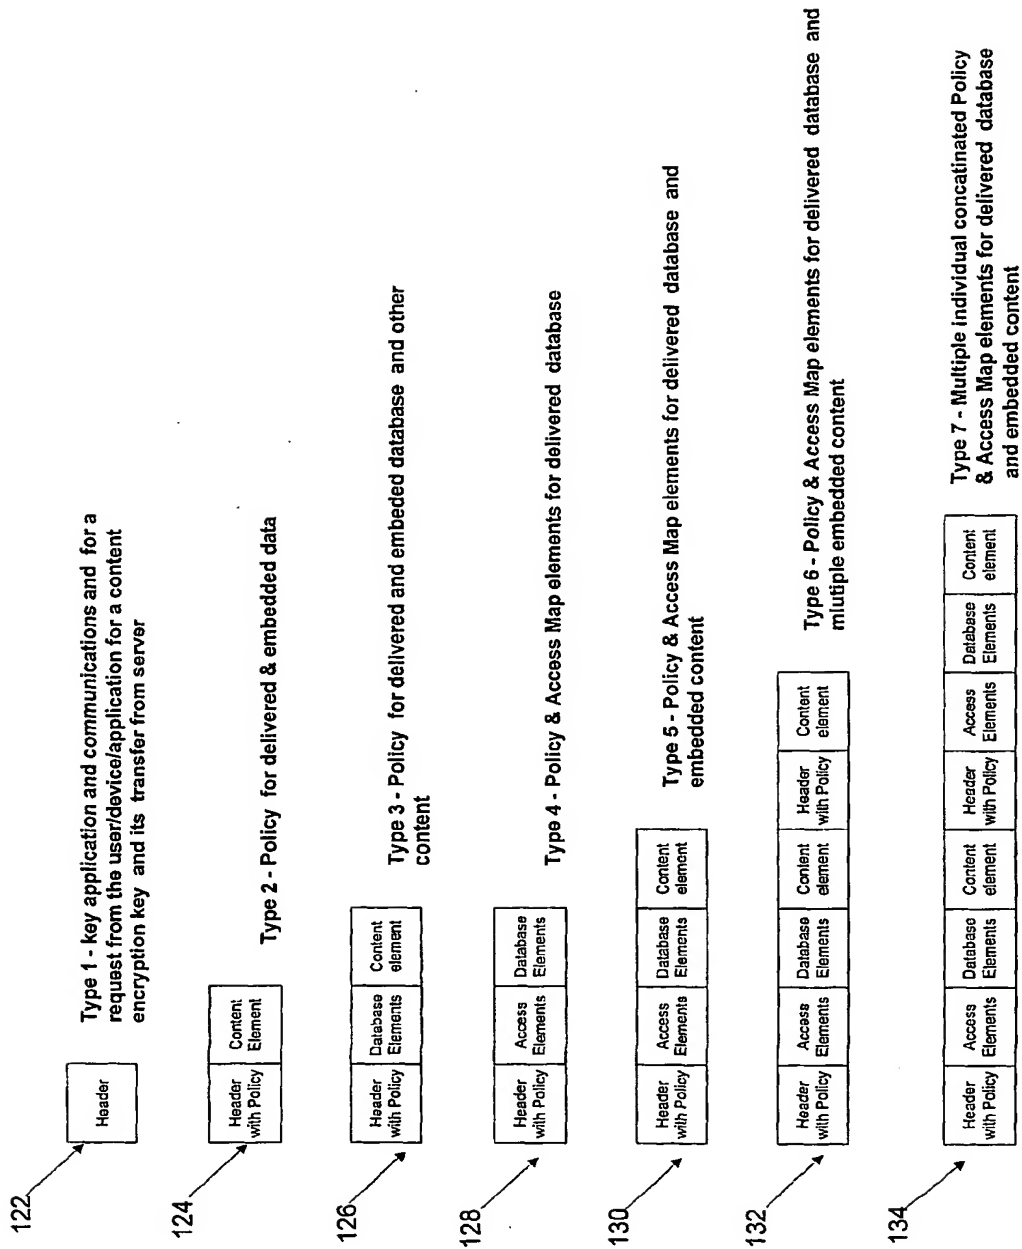 122
Header
Type 1 - key application and communications and for a
request from the user/device/application for a content
encryption key and its transfer from server
124
Header
with Policy
Content
Element
Type 2 - Policy for delivered & embedded data
126
Header
with Policy
Database
Elements
Content
element
Type 3 - Policy for delivered and embeded database and other
content
128
Header
with Policy
Access
Elements
Database
Elements
Type 4 - Policy & Access Map elements for delivered database
130
Header
with Policy
Access
Elements
Database
Elements
Content
element
Type 5 - Policy & Access Map elements for delivered database and
embedded content
132
Header
with Policy
Access
Elements
Database
Elements
Content
element
Header
with Policy
Content
element
Type 6 - Policy & Access Map elements for delivered database and
mlutiple embedded content
134
Header
with Policy
Access
Elements
Database
Elements
Content
element
Header
with Policy
Access
Elements
Database
Elements
Content
element
Type 7 - Multiple individual concatinated Policy
& Access Map elements for delivered database
and embedded content